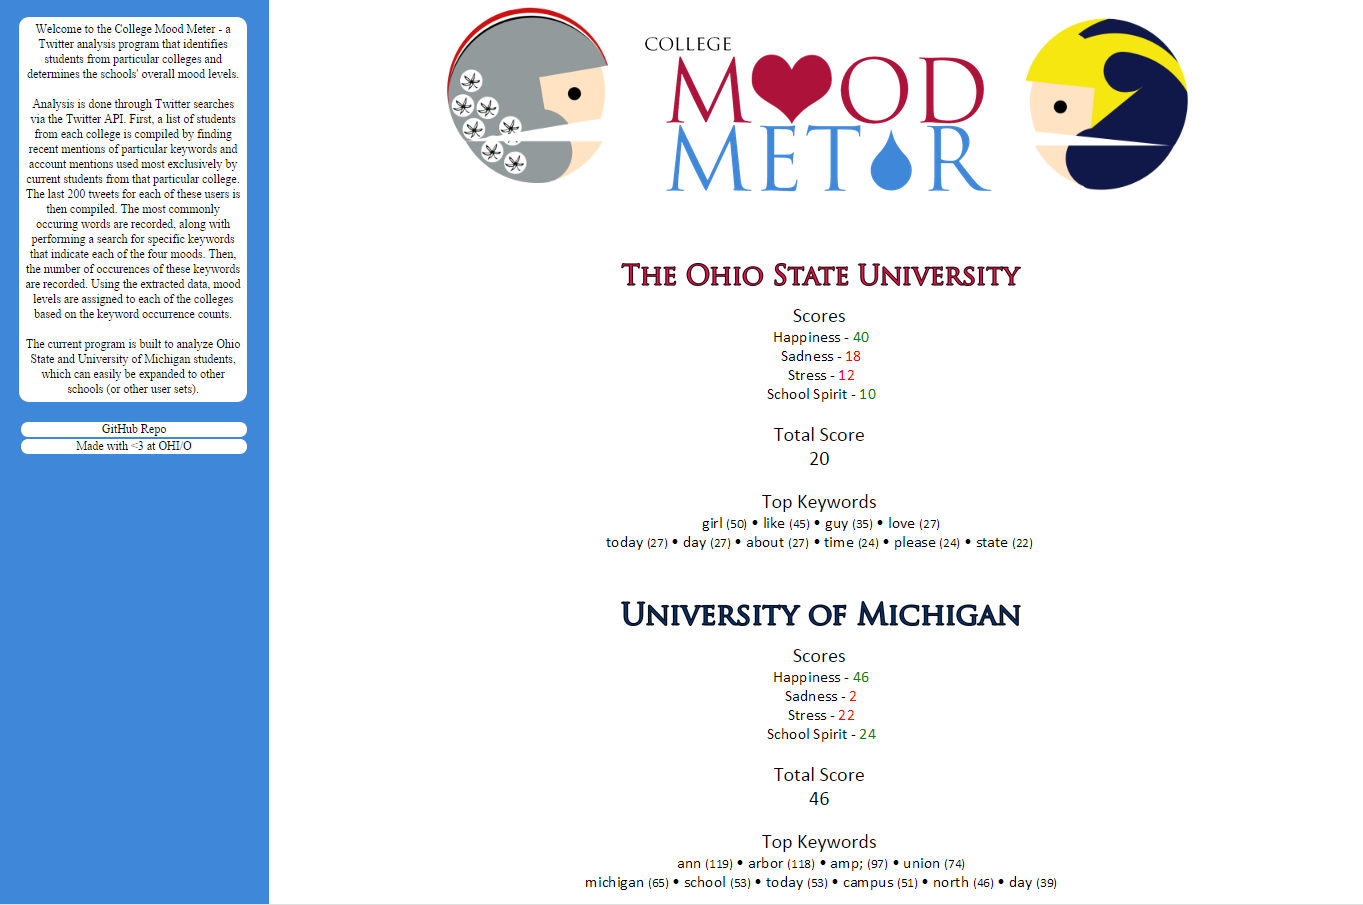 Welcome to the College Mood Meter - a
Twitter analysis program that identifies
students from particular colleges and
determines the schools' overall mood levels.
Analysis is done through Twitter searches
via the Twitter API. First, a list of students
from each college is compiled by finding
recent mentions of particular keywords and
account mentions used most exclusively by
current students from that particular college.
The last 200 tweets for each of these users is
then compiled. The most commonly
occuring words are recorded, along with
performing a search for specific keywords
that indicate each of the four moods. Then,
the number of occurences of these keywords
are recorded. Using the extracted data, mood
levels are assigned to each of the colleges
based on the keyword occurrence counts.
The current program is built to analyze Ohio
State and University of Michigan students,
which can easily be expanded to other
schools (or other user sets).
GitHub Repo
Made with <3 at OHI/O
COLLEGE
MOOD
METER
THE OHIO STATE UNIVERSITY
Scores
Happiness - 40
Sadness - 18
Stress - 12
School Spirit - 10
Total Score
20
Top Keywords
girl (50) • like (45) • guy (35) • love (27)
today (27) • day (27) • about (27) • time (24) • please (24) • state (22)
UNIVERSITY OF MICHIGAN
Scores
Happiness - 46
Sadness - 2
Stress - 22
School Spirit - 24
Total Score
46
Top Keywords
ann (119) • arbor (118) • amp; (97) • union (74)
michigan (65) • school (53) • today (53) • campus (51) • north (46) • day (39)